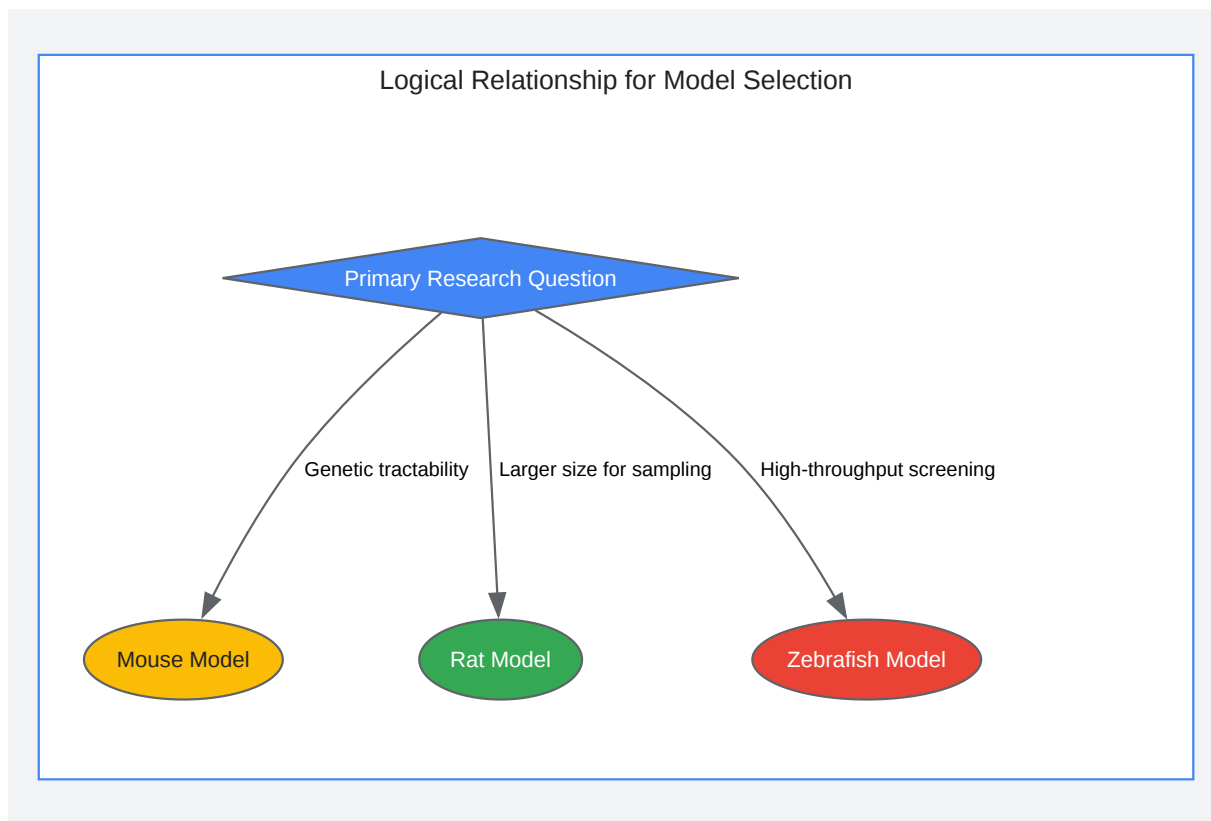 Logical Relationship for Model Selection
Primary Research Question
Genetic tractability
Larger size for sampling
High-throughput screening
Mouse Model
Rat Model
Zebrafish Model